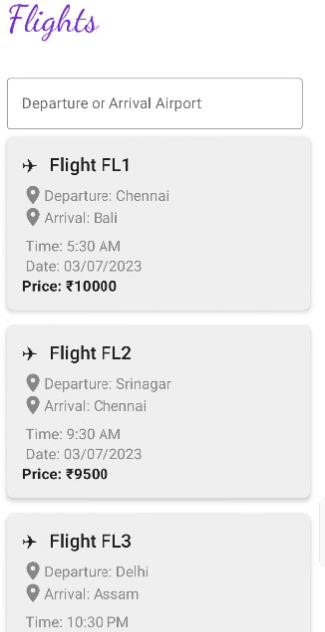 Flights
Departure or Arrival Airport
✈ Flight FL1
Departure: Chennai
Arrival: Bali
Time: 5:30 AM
Date: 03/07/2023
Price: ₹10000
✈ Flight FL2
Departure: Srinagar
Arrival: Chennai
Time: 9:30 AM
Date: 03/07/2023
Price: ₹9500
✈ Flight FL3
Departure: Delhi
Arrival: Assam
Time: 10:30 PM